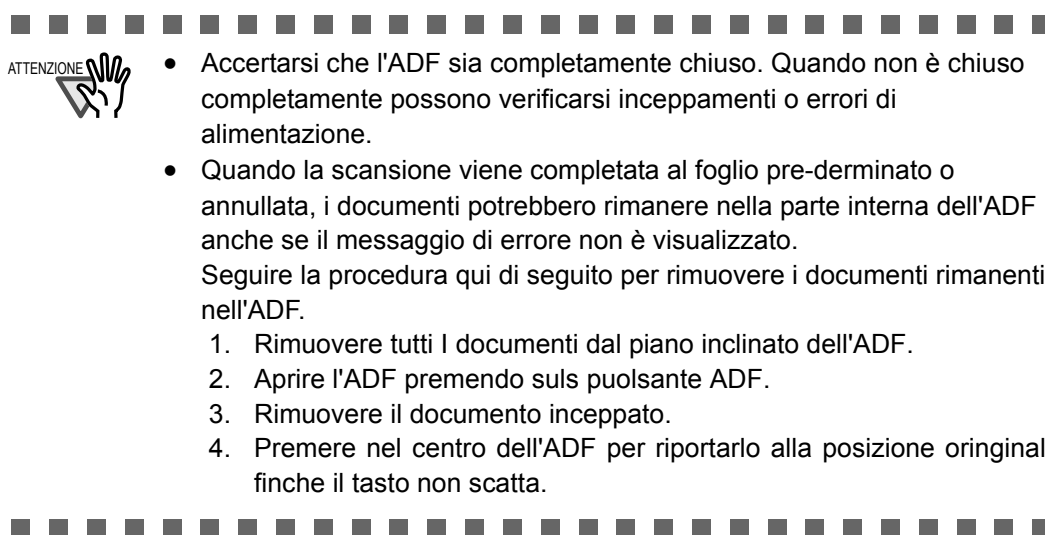 ATTENZIONE
• Accertarsi che l'ADF sia completamente chiuso. Quando non è chiuso
completamente possono verificarsi inceppamenti o errori di
alimentazione.
• Quando la scansione viene completata al foglio pre-derminato o
annullata, i documenti potrebbero rimanere nella parte interna dell'ADF
anche se il messaggio di errore non è visualizzato.
Seguire la procedura qui di seguito per rimuovere i documenti rimanenti
nell'ADF.
1. Rimuovere tutti I documenti dal piano inclinato dell'ADF.
2. Aprire l'ADF premendo suls puolsante ADF.
3. Rimuovere il documento inceppato.
4. Premere nel centro dell'ADF per riportarlo alla posizione oringinal
finche il tasto non scatta.